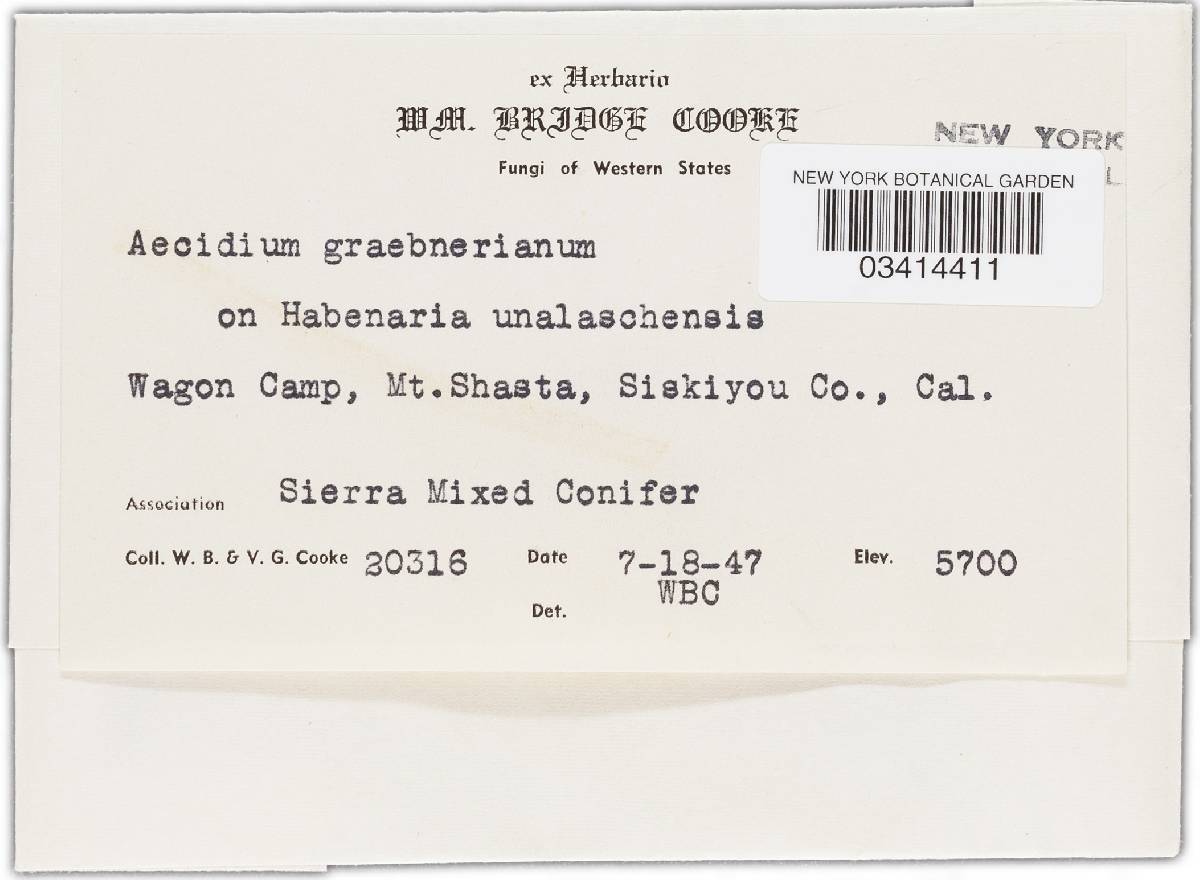 ex Herbario
WM. BRIDGE COOKE
Fungi of Western States
NEW YORK
NEW YORK BOTANICAL GARDEN
03414411
Aecidium graebnerianum
on Habenaria unalaschensis
Wagon Camp, Mt.Shasta, Siskiyou Co., Cal.
Association Sierra Mixed Conifer
Coll. W. B. & V. G. Cooke 20316 Date 7-18-47 Elev. 5700
Det. WBC